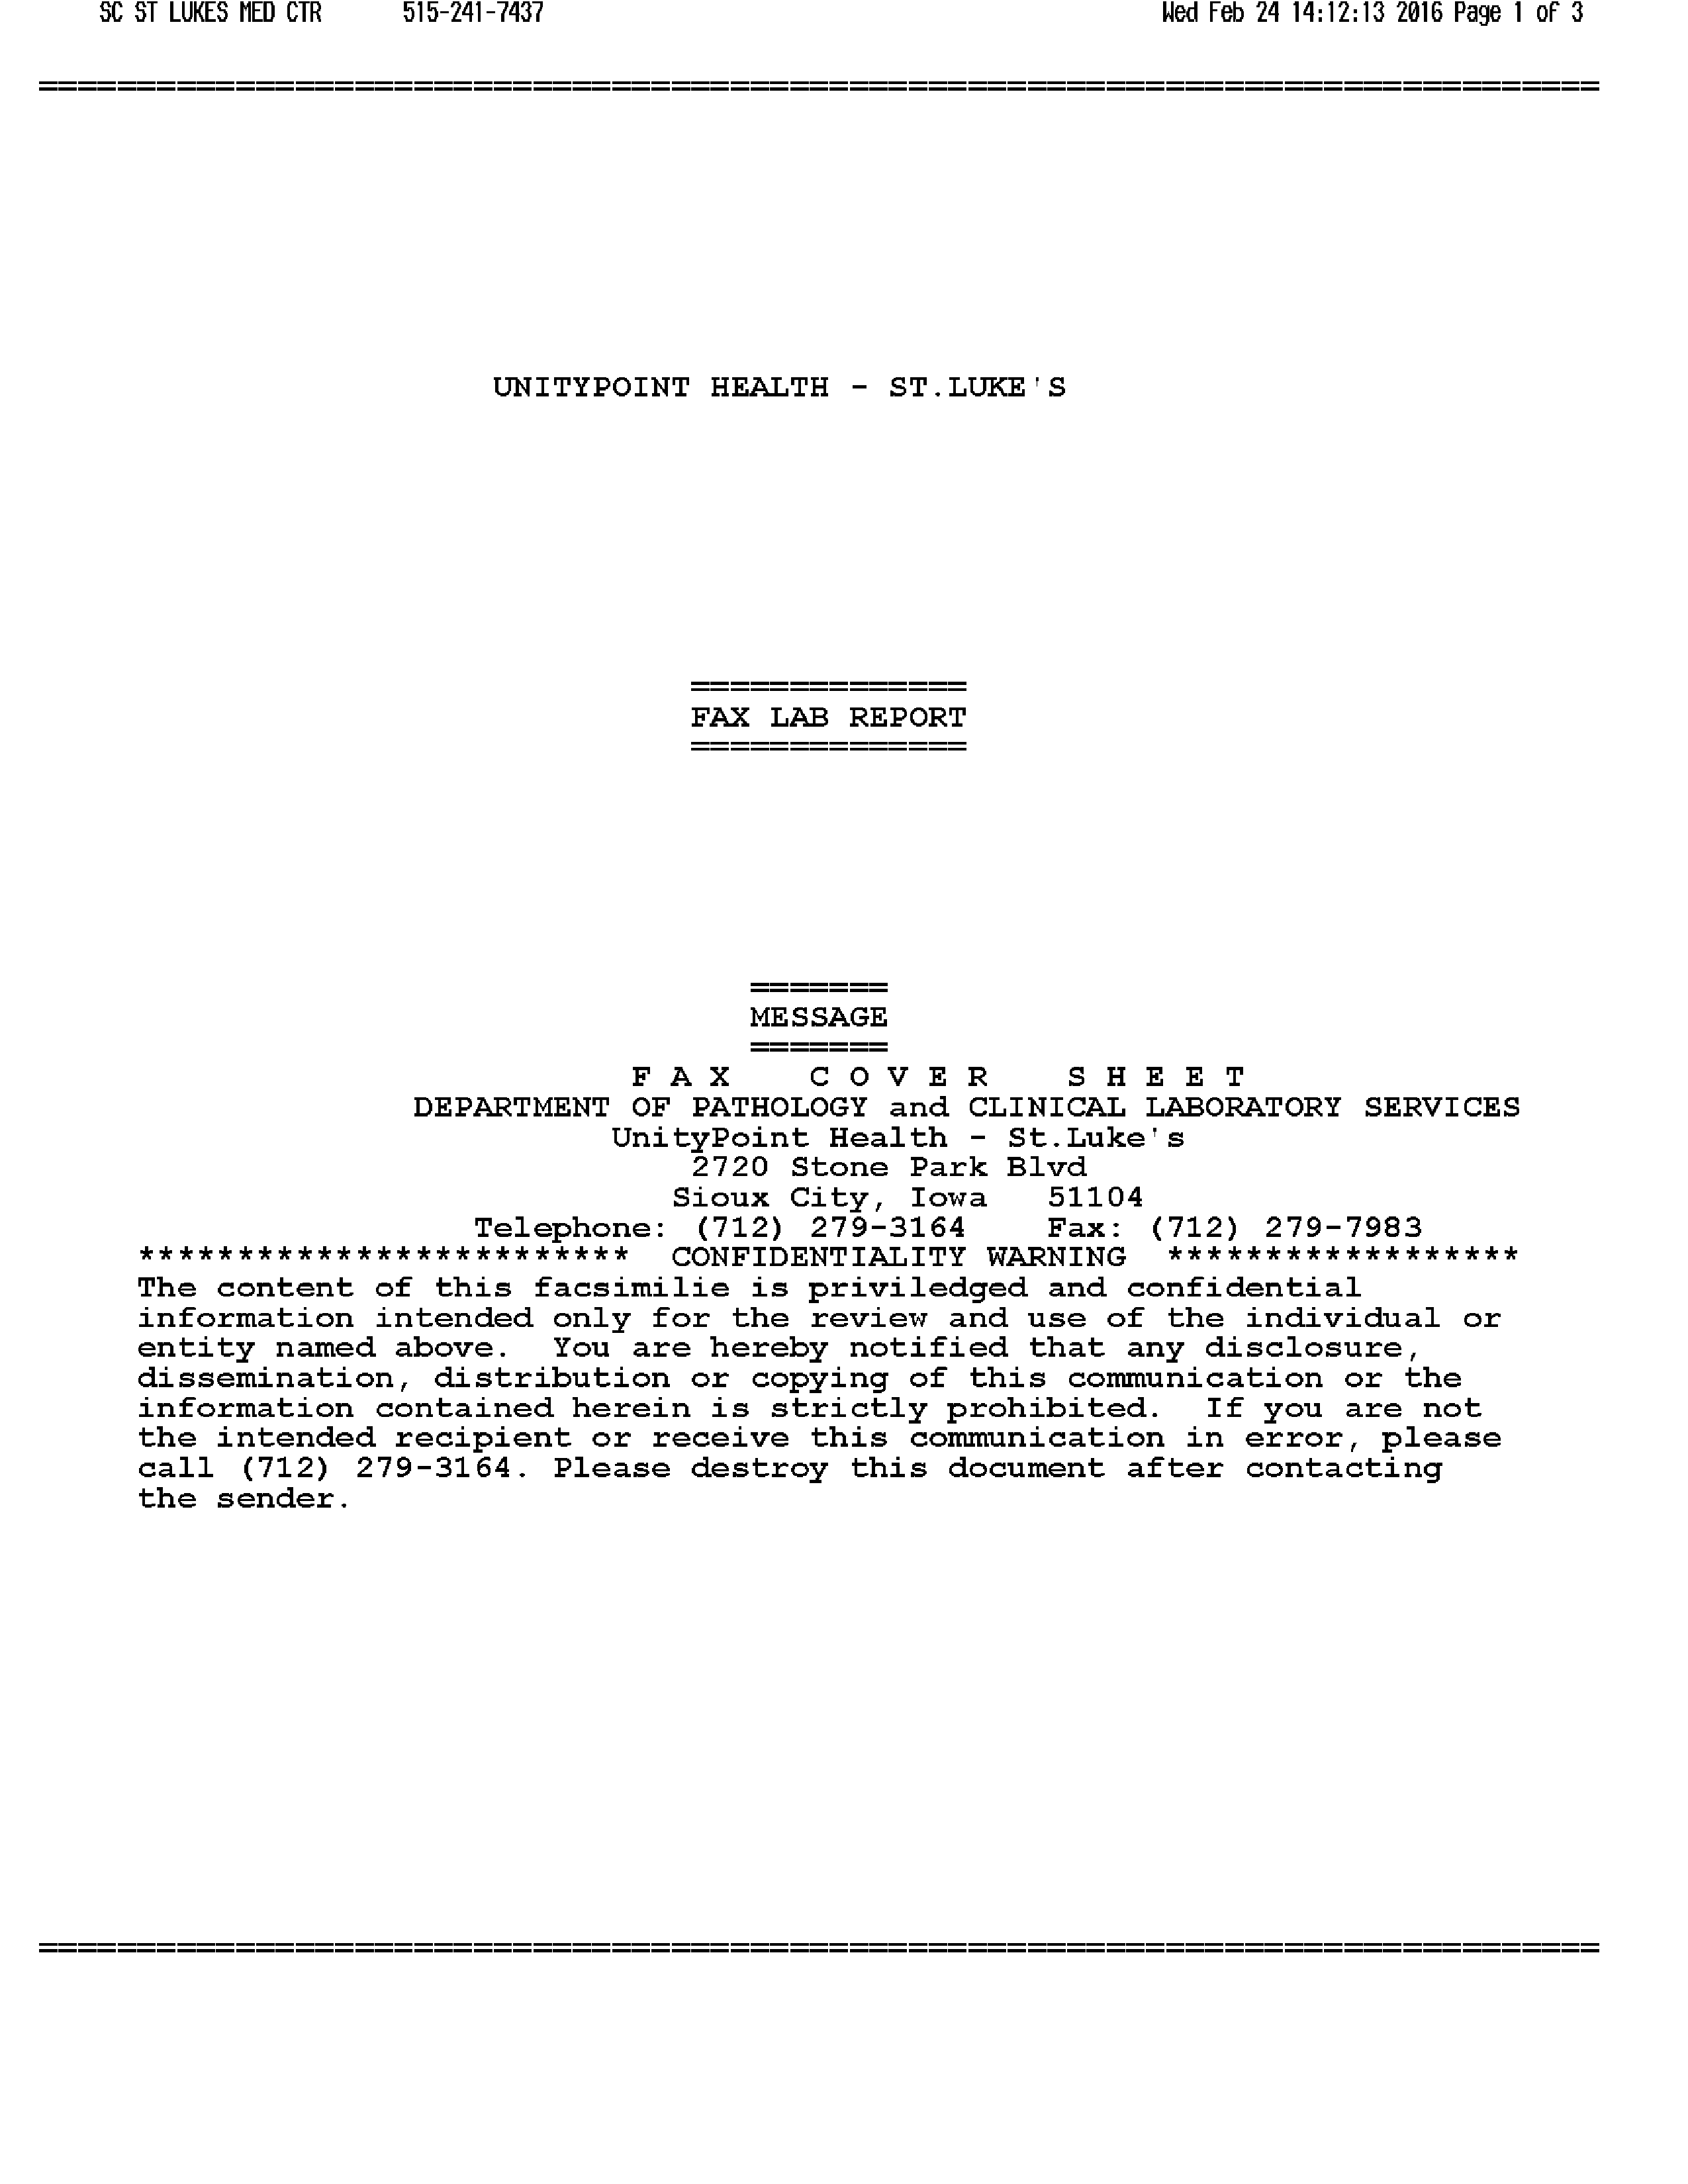 SC ST LUKES MED CTR 515-241-7437 Wed Feb 24 14:12:13 2016 Page 1 of 3
===============================================================================
UNITYPOINT HEALTH - ST.LUKE'S
==============
FAX LAB REPORT
==============
=======
MESSAGE
=======
F A X   C O V E R   S H E E T
DEPARTMENT OF PATHOLOGY and CLINICAL LABORATORY SERVICES
UnityPoint Health - St.Luke's
2720 Stone Park Blvd
Sioux City, Iowa   51104
Telephone: (712) 279-3164    Fax: (712) 279-7983
************************* CONFIDENTIALITY WARNING ******************
The content of this facsimilie is priviledged and confidential
information intended only for the review and use of the individual or
entity named above.  You are hereby notified that any disclosure,
dissemination, distribution or copying of this communication or the
information contained herein is strictly prohibited.  If you are not
the intended recipient or receive this communication in error, please
call (712) 279-3164. Please destroy this document after contacting
the sender.
===============================================================================